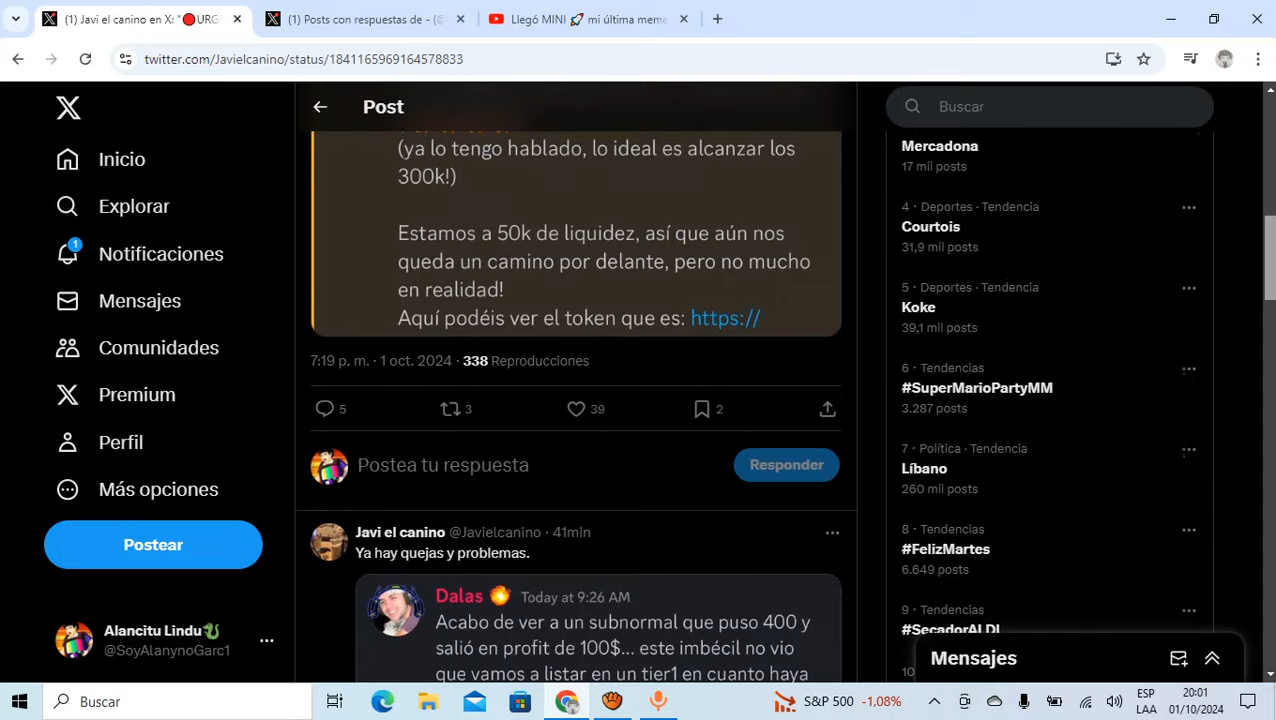 (1) Javi el canino en X: "🔴URG
(1) Posts con respuestas de - (@
Llegó MINI 🚀 mi última meme
twitter.com/Javielcanino/status/1841165969164578833
Inicio
Explorar
1
Notificaciones
Mensajes
Comunidades
Premium
Perfil
Más opciones
Postear
Alancitu Lindu🐍
@SoyAlanynoGarc1
Post
(ya lo tengo hablado, lo ideal es alcanzar los
300k!)
Estamos a 50k de liquidez, así que aún nos
queda un camino por delante, pero no mucho
en realidad!
Aquí podéis ver el token que es: https://
7:19 p. m. · 1 oct. 2024 · 338 Reproducciones
5 3 39 2
Postea tu respuesta
Responder
Javi el canino @Javielcanino · 41min
Ya hay quejas y problemas.
Dalas 💥 Today at 9:26 AM
Acabo de ver a un subnormal que puso 400 y
salió en profit de 100$... este imbécil no vio
que vamos a listar en un tier1 en cuanto haya
Buscar
Mercadona
17 mil posts
4 · Deportes · Tendencia
Courtois
31,9 mil posts
5 · Deportes · Tendencia
Koke
39,1 mil posts
6 · Tendencias
#SuperMarioPartyMM
3.287 posts
7 · Política · Tendencia
Líbano
260 mil posts
8 · Tendencias
#FelizMartes
6.649 posts
9 · Tendencias
#SecadorALDI
10
Mensajes
Buscar
S&P 500 -1,08%
ESP
LAA
20:01
01/10/2024